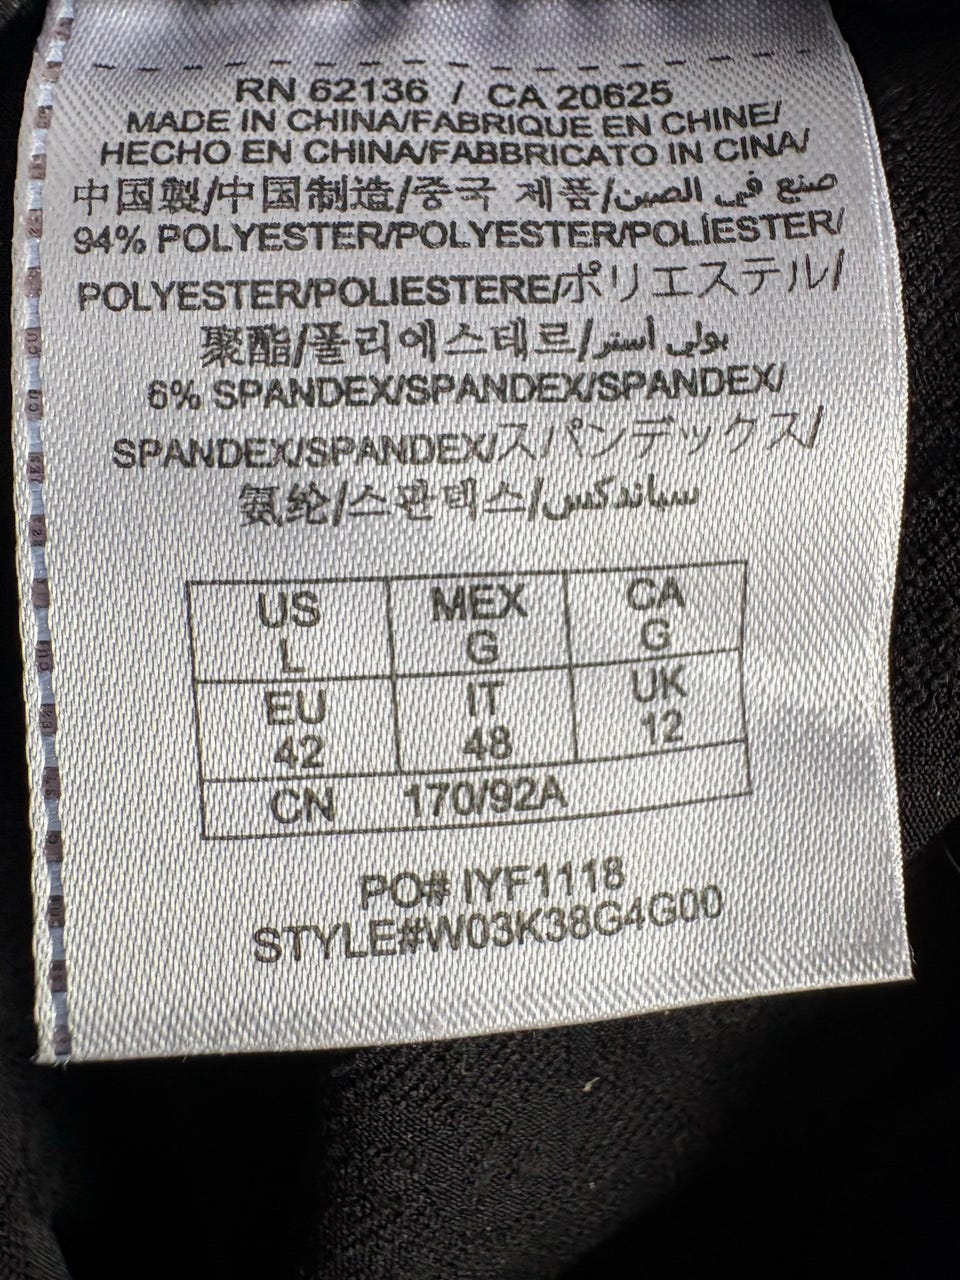 RN 62136 / CA 20625
MADE IN CHINA/FABRIQUE EN CHINE/
HECHO EN CHINA/FABBRICATO IN CINA/
中国製/中国制造/중국 제품/صنع في الصين
94% POLYESTER/POLYESTER/POLÍESTER/
POLYESTER/POLIESTERE/ポリエステル/
聚酯/폴리에스테르/بولي أستر
6% SPANDEX/SPANDEX/SPANDEX/
SPANDEX/SPANDEX/スパンデックス/
氨纶/스판덱스/سباندكس
US MEX CA
L G G
EU IT UK
42 48 12
CN 170/92A
PO# IYF1118
STYLE#W03K38G4G00